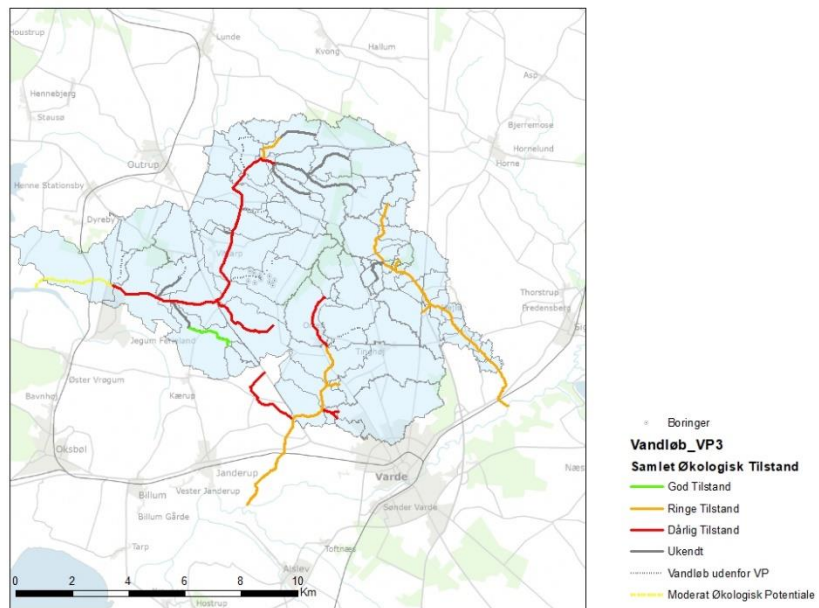 Lunde
Kvong
Hallum
Asp
Hennebjerg
Stausø
Bjerremose
Hornelund
Outrup
Horne
Henne Stationsby
Dyreby
Thorstrup
Fredensberg
Jegum Ferieland
Øster Vrøgum
Kærup
Bavnhøj
Oksbøl
Janderup
Varde
Næs
Billum
Vester Janderup
Billum Gårde
Sønder Varde
Tarp
Toftnæs
Alslev
Hostrup
0 2 4 6 8 10
Km
Boringer
Vandløb_VP3
Samlet Økologisk Tilstand
God Tilstand
Ringe Tilstand
Dårlig Tilstand
Ukendt
Vandløb udenfor VP
Moderat Økologisk Potentiale